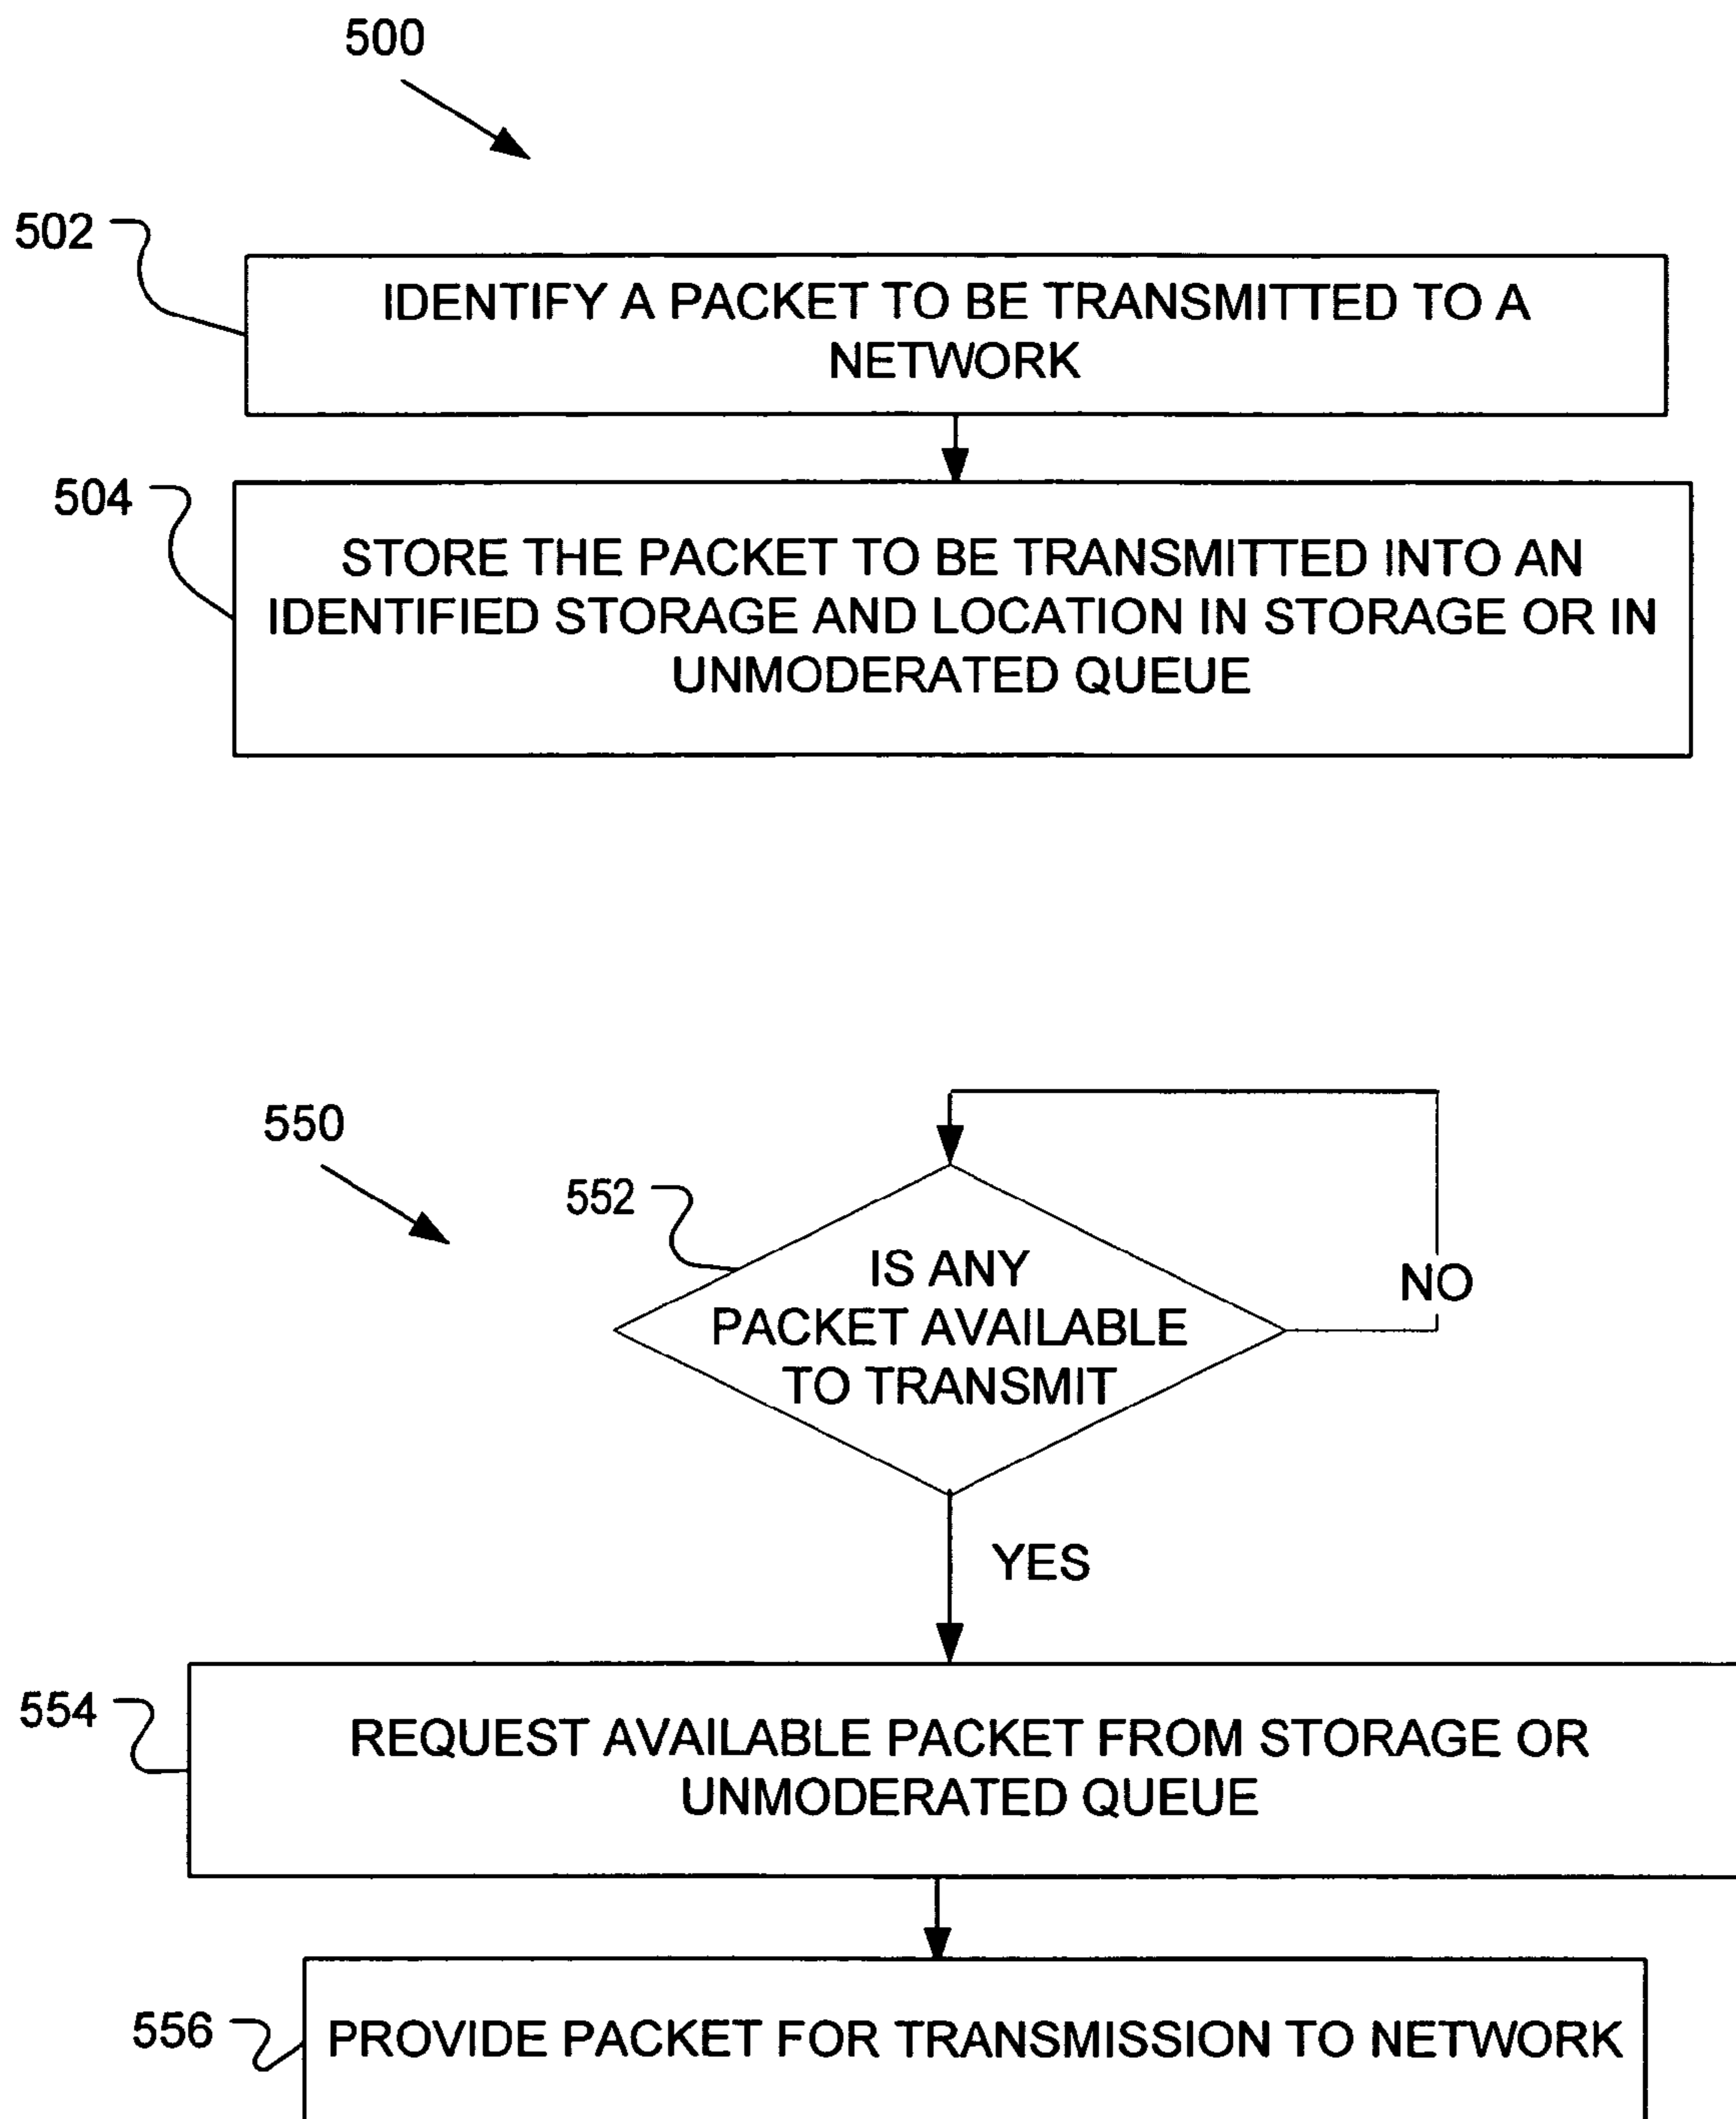 500
502
IDENTIFY A PACKET TO BE TRANSMITTED TO A
NETWORK
504
STORE THE PACKET TO BE TRANSMITTED INTO AN
IDENTIFIED STORAGE AND LOCATION IN STORAGE OR IN
UNMODERATED QUEUE
550
552
IS ANY
PACKET AVAILABLE
TO TRANSMIT
NO
YES
554
REQUEST AVAILABLE PACKET FROM STORAGE OR
UNMODERATED QUEUE
556
PROVIDE PACKET FOR TRANSMISSION TO NETWORK